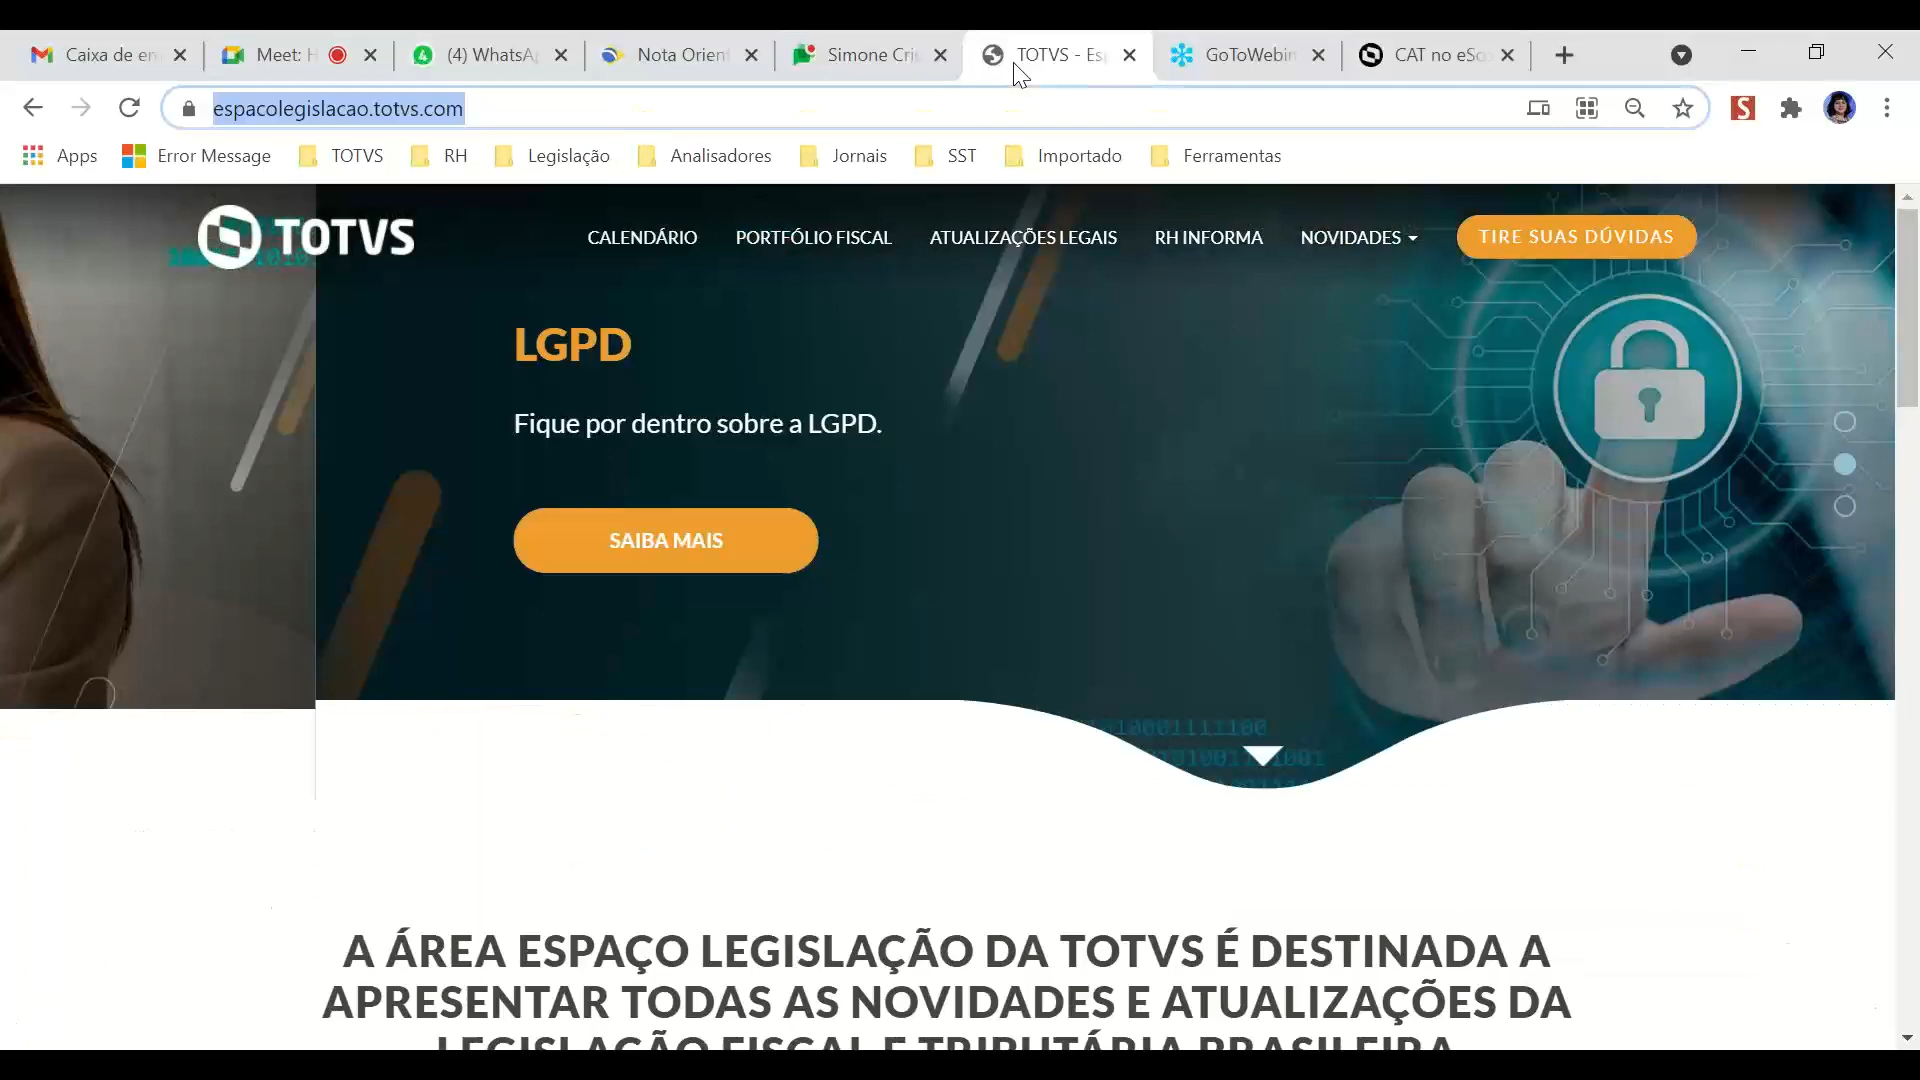 Caixa de en
Meet: H
(4) WhatsA
Nota Orient
Simone Cris
TOTVS - Esp
GoToWebin
CAT no eSo
espacolegislacao.totvs.com
S
Apps
Error Message
TOTVS
RH
Legislação
Analisadores
Jornais
SST
Importado
Ferramentas
TOTVS
CALENDÁRIO
PORTFÓLIO FISCAL
ATUALIZAÇÕES LEGAIS
RH INFORMA
NOVIDADES
TIRE SUAS DÚVIDAS
LGPD
Fique por dentro sobre a LGPD.
SAIBA MAIS
A ÁREA ESPAÇO LEGISLAÇÃO DA TOTVS É DESTINADA A
APRESENTAR TODAS AS NOVIDADES E ATUALIZAÇÕES DA
LEGISLAÇÃO FISCAL E TRIBUTÁRIA BRASILEIRA